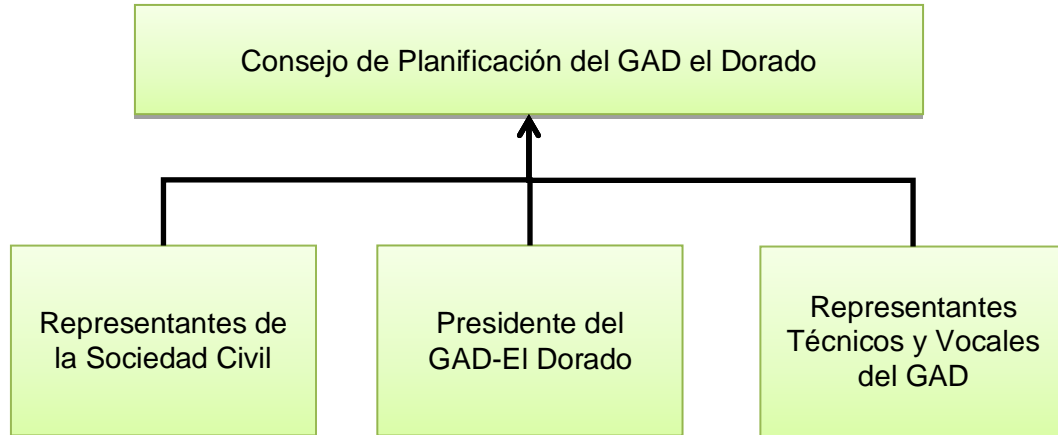 Consejo de Planificación del GAD el Dorado
Representantes de
la Sociedad Civil
Presidente del
GAD-El Dorado
Representantes
Técnicos y Vocales
del GAD